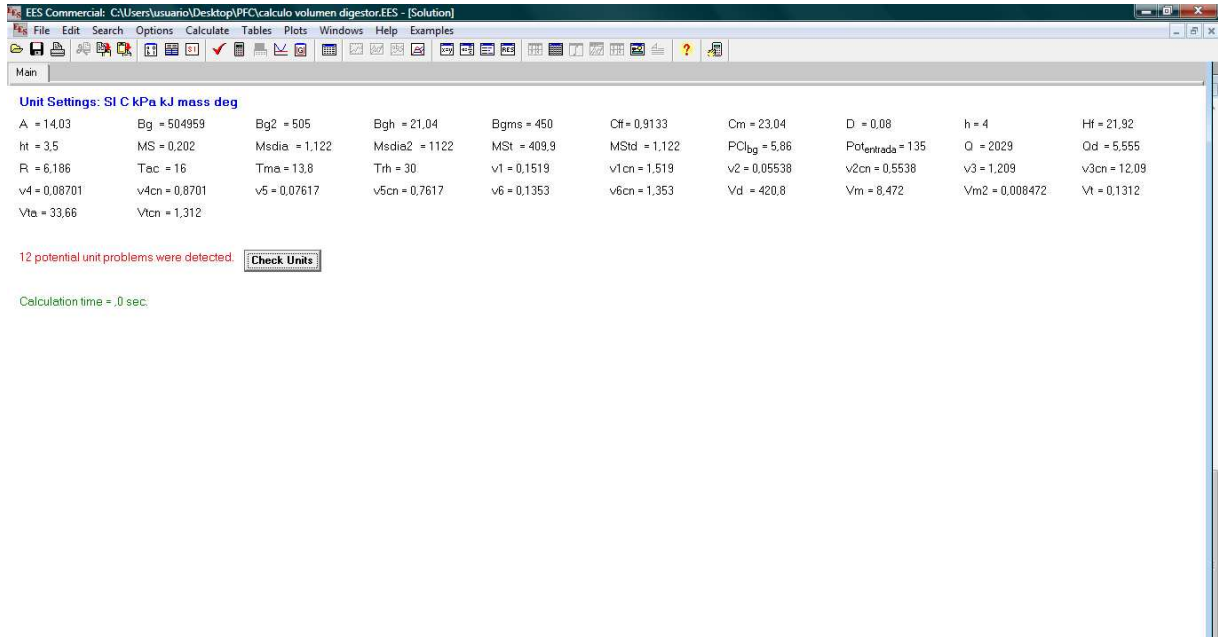 EES Commercial: C:\Users\usuario\Desktop\PFC\calculo volumen digestor.EES - [Solution]
File Edit Search Options Calculate Tables Plots Windows Help Examples
Main
Unit Settings: SI C kPa kJ mass deg
A = 14,03 Bg = 504959 Bg2 = 505 Bgh = 21,04 Bgms = 450 Cff = 0,9133 Cm = 23,04 D = 0,08 h = 4 Hf = 21,92
ht = 3,5 MS = 0,202 Msdia = 1,122 Msdia2 = 1122 MSt = 409,9 MStd = 1,122 PCIbg = 5,86 Potentrada = 135 Q = 2029 Qd = 5,555
R = 6,186 Tac = 16 Tma = 13,8 Trh = 30 v1 = 0,1519 v1cn = 1,519 v2 = 0,05538 v2cn = 0,5538 v3 = 1,209 v3cn = 12,09
v4 = 0,08701 v4cn = 0,8701 v5 = 0,07617 v5cn = 0,7617 v6 = 0,1353 v6cn = 1,353 Vd = 420,8 Vm = 8,472 Vm2 = 0,008472 Vt = 0,1312
Vta = 33,66 Vtcn = 1,312
12 potential unit problems were detected. Check Units
Calculation time = ,0 sec.